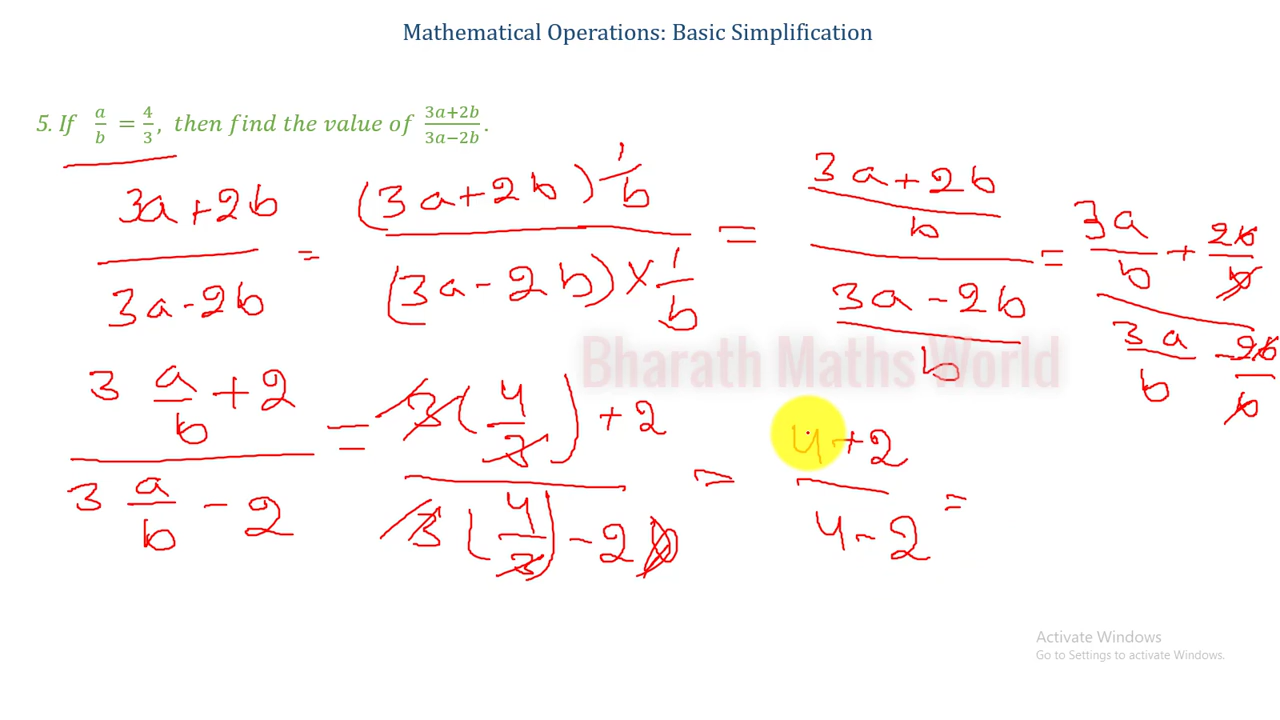 Mathematical Operations: Basic Simplification
5. If a/b = 4/3, then find the value of (3a+2b)/(3a−2b).
(3a+2b)/(3a-2b) = ((3a+2b) 1/b)/((3a-2b) × 1/b) = ((3a+2b)/b)/((3a-2b)/b) = (3a/b + 2b/b)/(3a/b - 2b/b)
Bharath Maths World
(3 a/b + 2)/(3 a/b - 2) = (3(4/3) + 2)/(3(4/3) - 2b) = (4+2)/(4-2) =
Activate Windows
Go to Settings to activate Windows.